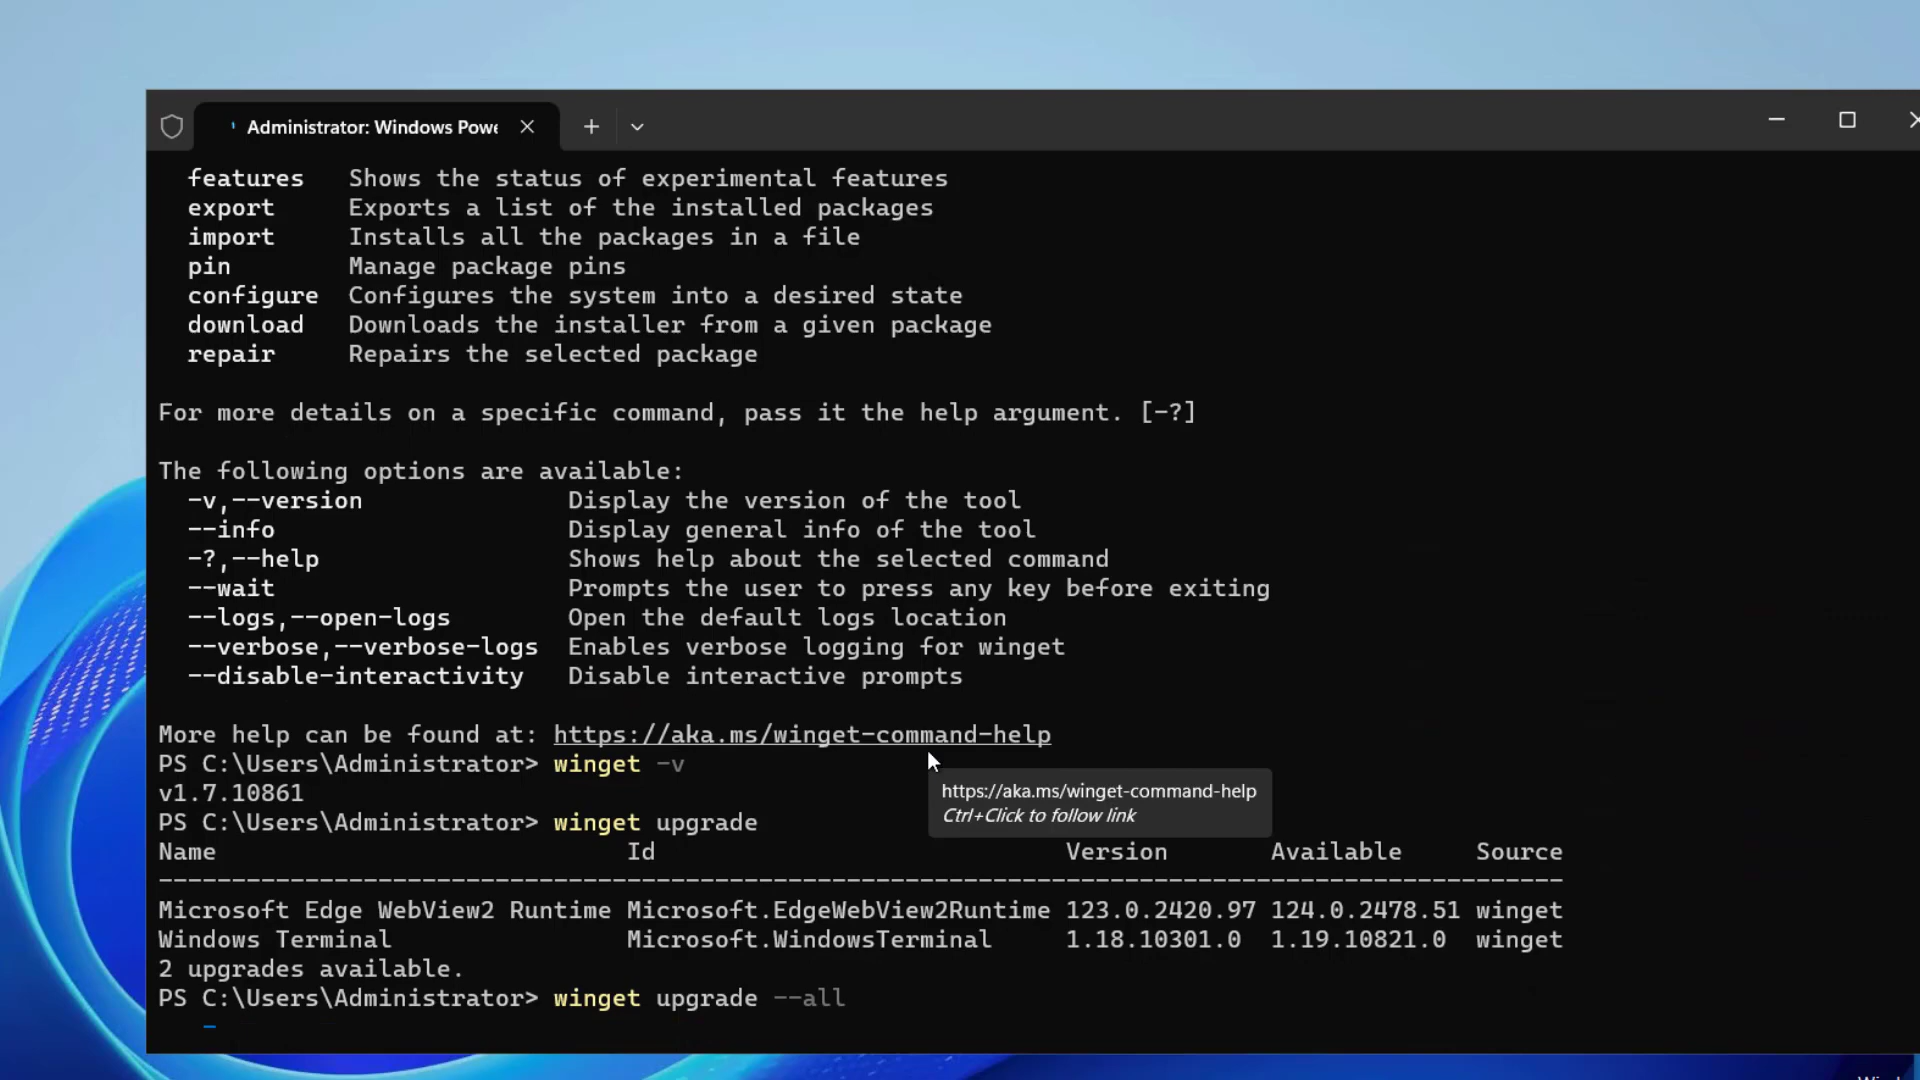 Administrator: Windows Powe
features Shows the status of experimental features
export Exports a list of the installed packages
import Installs all the packages in a file
pin Manage package pins
configure Configures the system into a desired state
download Downloads the installer from a given package
repair Repairs the selected package
For more details on a specific command, pass it the help argument. [-?]
The following options are available:
-v,--version Display the version of the tool
--info Display general info of the tool
-?,--help Shows help about the selected command
--wait Prompts the user to press any key before exiting
--logs,--open-logs Open the default logs location
--verbose,--verbose-logs Enables verbose logging for winget
--disable-interactivity Disable interactive prompts
More help can be found at: https://aka.ms/winget-command-help
PS C:\Users\Administrator> winget -v
https://aka.ms/winget-command-help
Ctrl+Click to follow link
v1.7.10861
PS C:\Users\Administrator> winget upgrade
Name Id Version Available Source
--------------------------------------------------------------------------------
Microsoft Edge WebView2 Runtime Microsoft.EdgeWebView2Runtime 123.0.2420.97 124.0.2478.51 winget
Windows Terminal Microsoft.WindowsTerminal 1.18.10301.0 1.19.10821.0 winget
2 upgrades available.
PS C:\Users\Administrator> winget upgrade --all